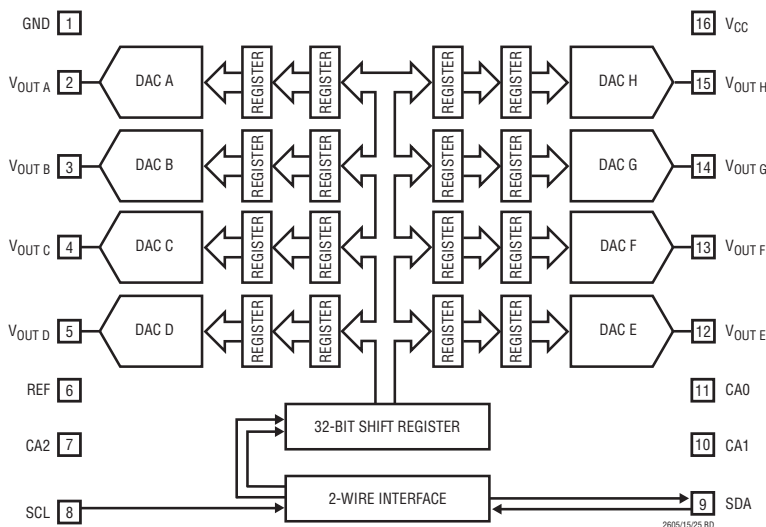 GND 1
16 VCC
VOUT A 2 DAC A REGISTER REGISTER REGISTER REGISTER DAC H 15 VOUT H
VOUT B 3 DAC B REGISTER REGISTER REGISTER REGISTER DAC G 14 VOUT G
VOUT C 4 DAC C REGISTER REGISTER REGISTER REGISTER DAC F 13 VOUT F
VOUT D 5 DAC D REGISTER REGISTER REGISTER REGISTER DAC E 12 VOUT E
REF 6
11 CA0
32-BIT SHIFT REGISTER
CA2 7
10 CA1
SCL 8 2-WIRE INTERFACE 9 SDA
2605/15/25 BD